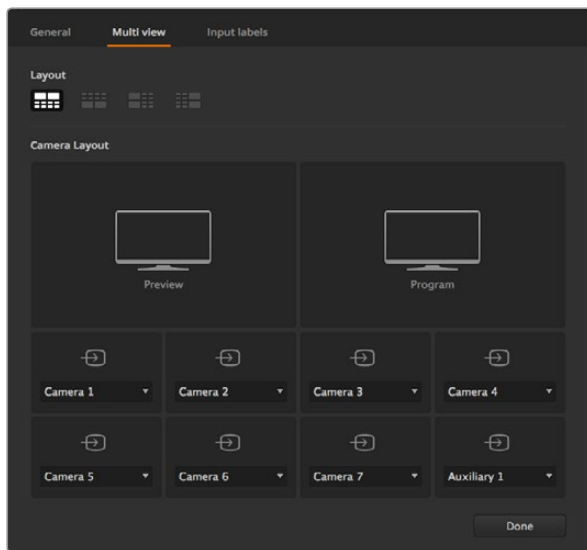 General Multi view Input labels
Layout
Camera Layout
Preview Program
Camera 1 Camera 2 Camera 3 Camera 4
Camera 5 Camera 6 Camera 7 Auxiliary 1
Done